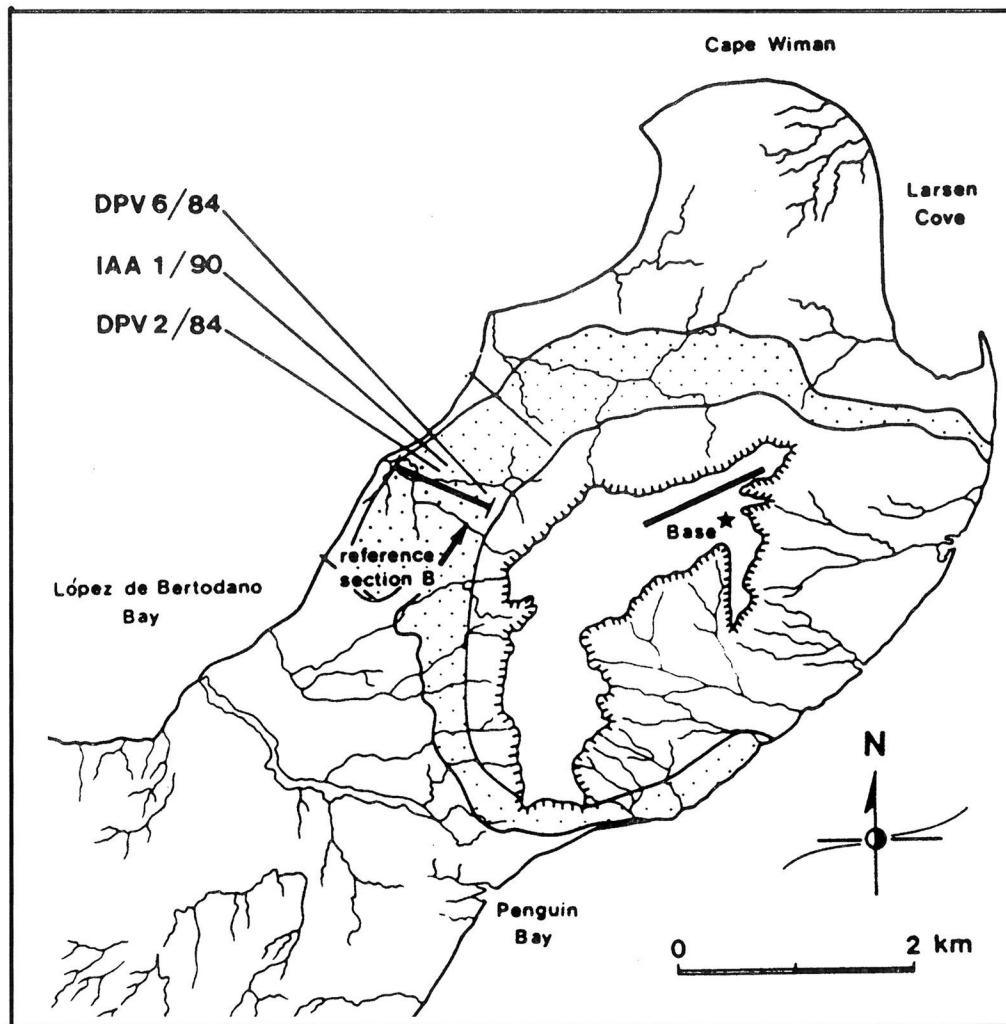 Cape Wiman
Larsen
Cove
DPV 6/84
IAA 1/90
DPV 2/84
Base
reference
section B
López de Bertodano
Bay
N
Penguin
Bay
0 2 km